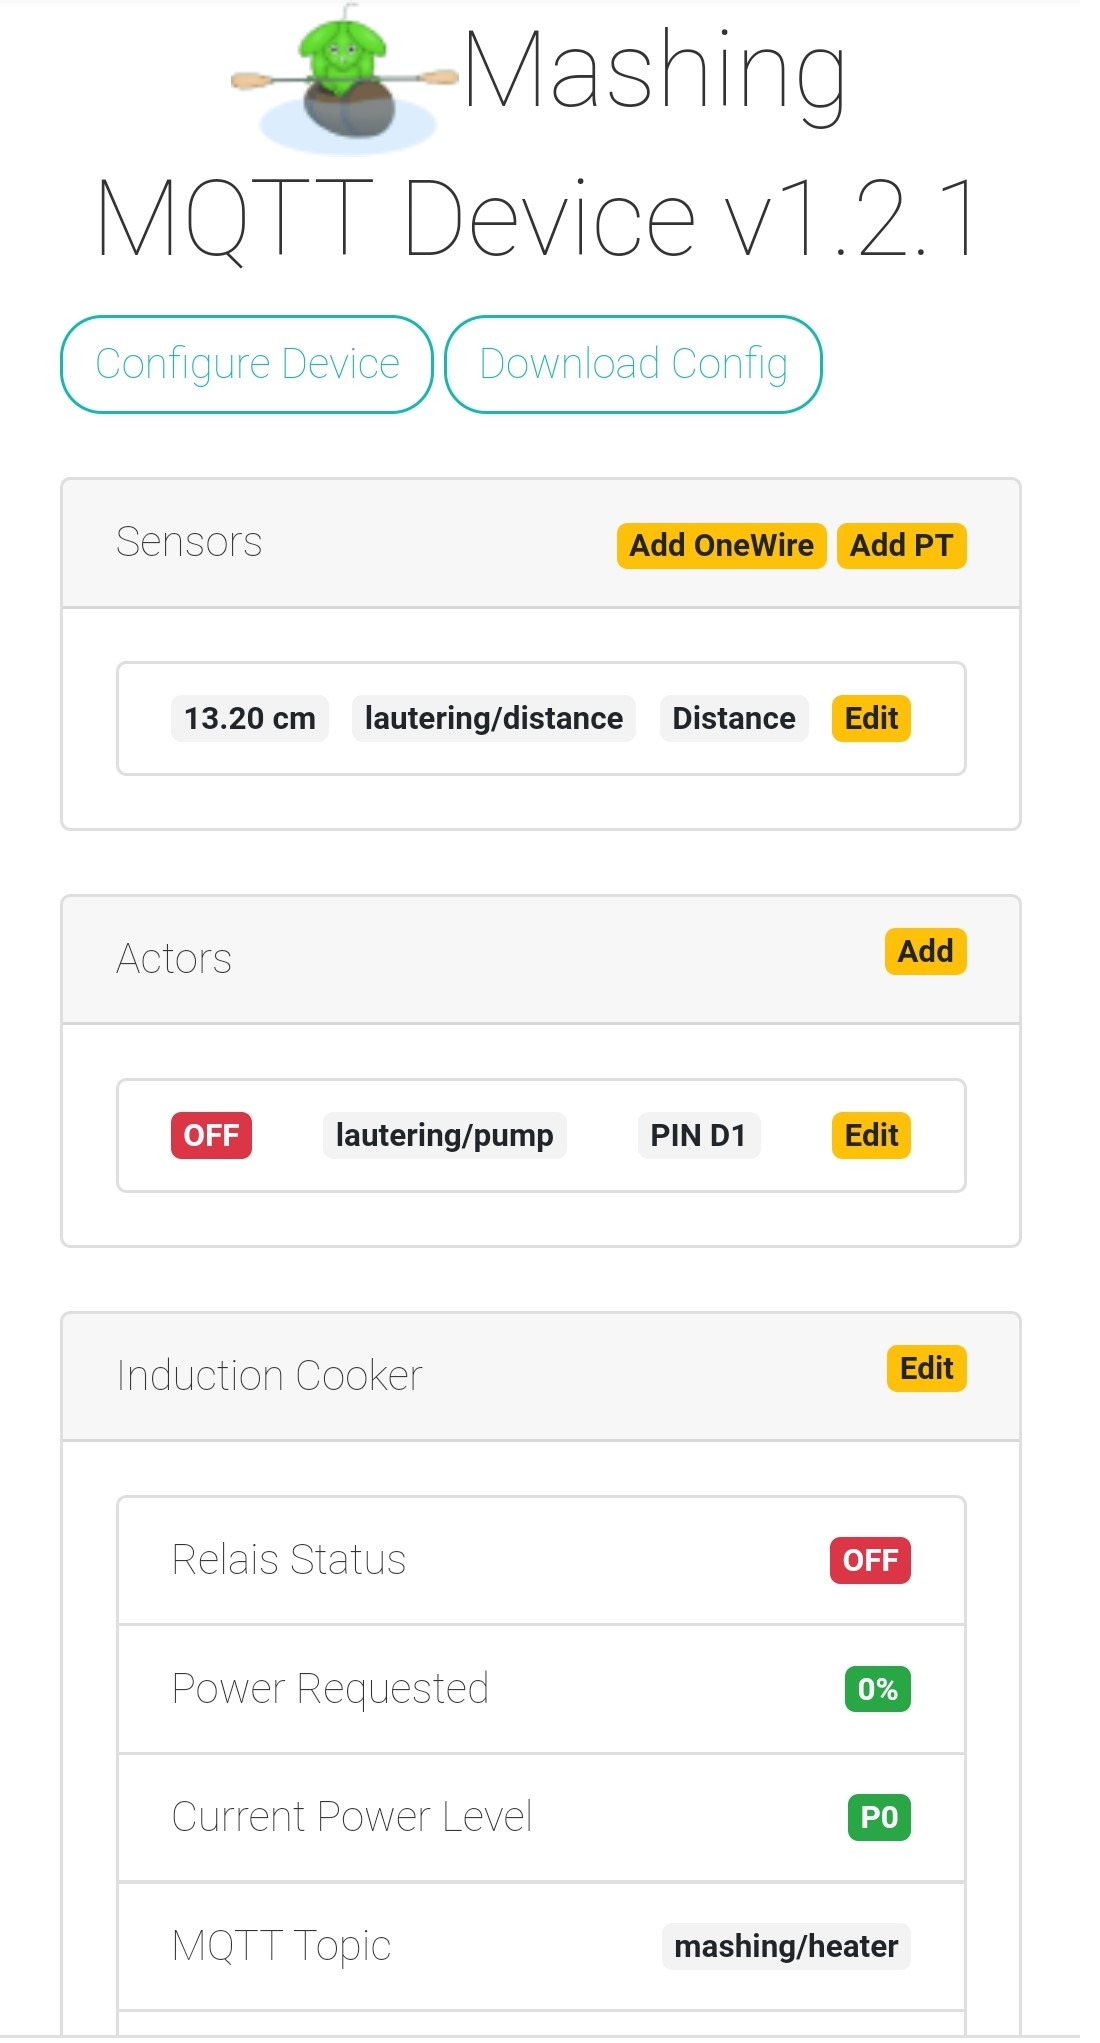 Mashing
MQTT Device v1.2.1
Configure Device Download Config
Sensors Add OneWire Add PT
13.20 cm lautering/distance Distance Edit
Actors Add
OFF lautering/pump PIN D1 Edit
Induction Cooker Edit
Relais Status OFF
Power Requested 0%
Current Power Level P0
MQTT Topic mashing/heater